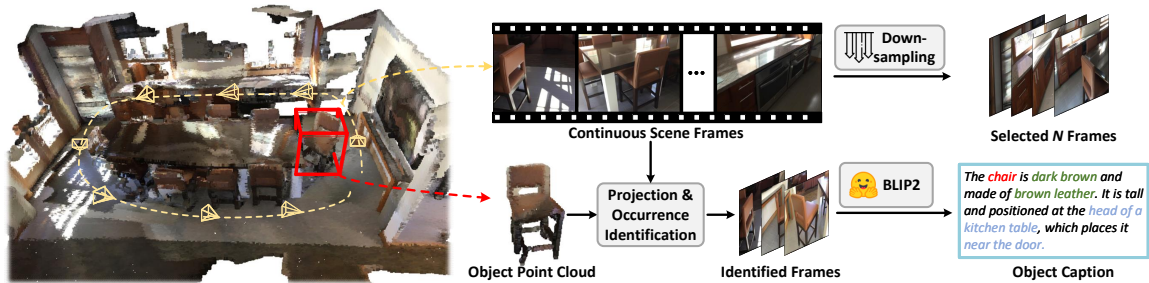 Down-
sampling
Continuous Scene Frames
Selected N Frames
Projection &
Occurrence
Identification
BLIP2
The chair is dark brown and
made of brown leather. It is tall
and positioned at the head of a
kitchen table, which places it
near the door.
Object Point Cloud
Identified Frames
Object Caption